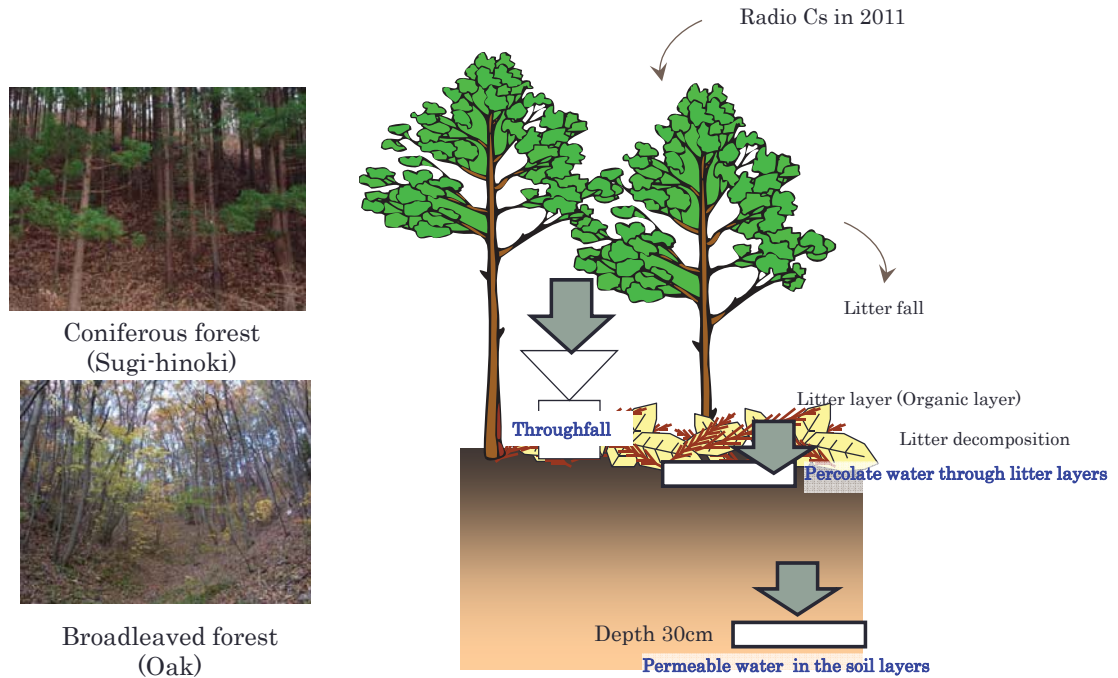 Radio Cs in 2011
Coniferous forest
(Sugi-hinoki)
Litter fall
Litter layer (Organic layer)
Throughfall
Litter decomposition
Percolate water through litter layers
Broadleaved forest
(Oak)
Depth 30cm
Permeable water in the soil layers